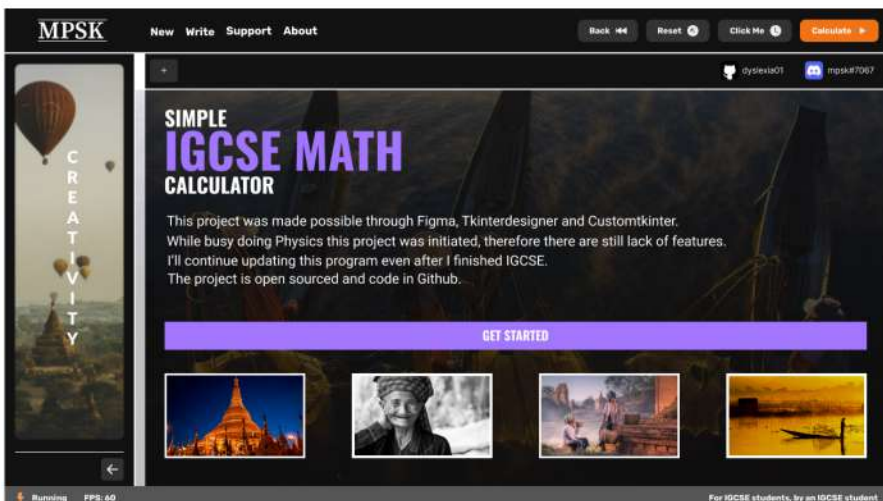 MPSK
New Write Support About
Back Reset Click Me Calculate
+
dyslexia01 mpsk#7067
CREATIVITY
SIMPLE
IGCSE MATH
CALCULATOR
This project was made possible through Figma, Tkinterdesigner and Customtkinter.
While busy doing Physics this project was initiated, therefore there are still lack of features.
I'll continue updating this program even after I finished IGCSE.
The project is open sourced and code in Github.
GET STARTED
Running FPS: 60
For IGCSE students, by an IGCSE student